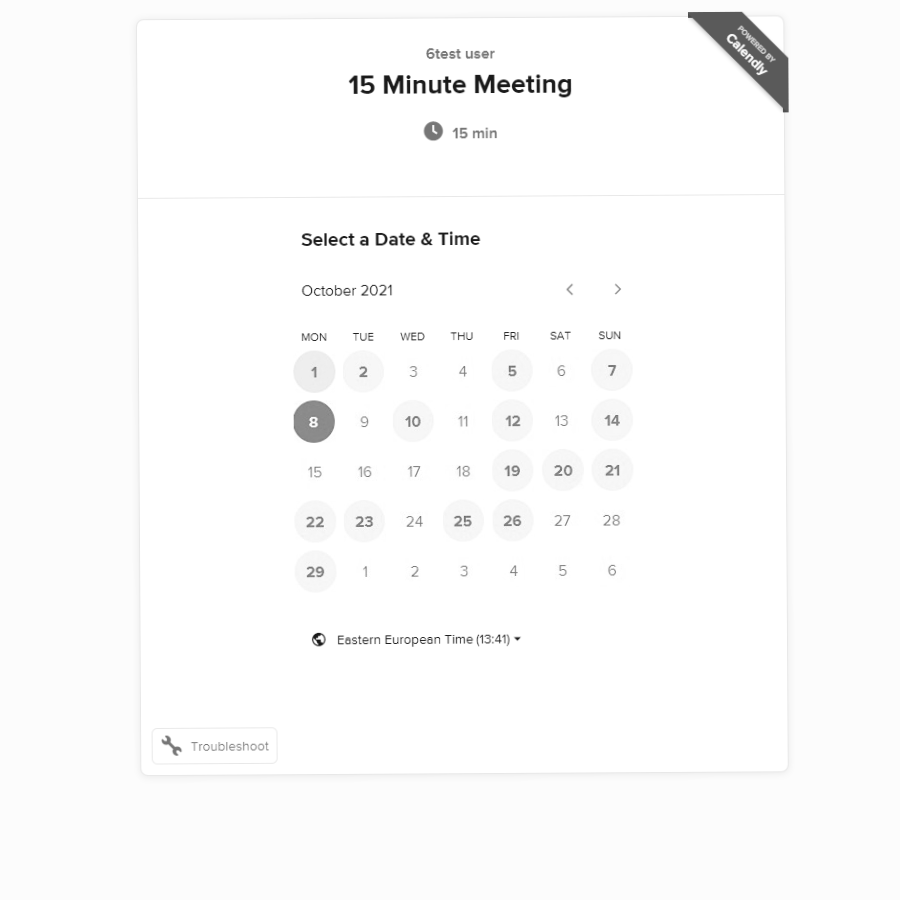 POWERED BY
Calendly
6test user
15 Minute Meeting
15 min
Select a Date & Time
October 2021
MON TUE WED THU FRI SAT SUN
1 2 3 4 5 6 7
8 9 10 11 12 13 14
15 16 17 18 19 20 21
22 23 24 25 26 27 28
29 1 2 3 4 5 6
Eastern European Time (13:41)
Troubleshoot